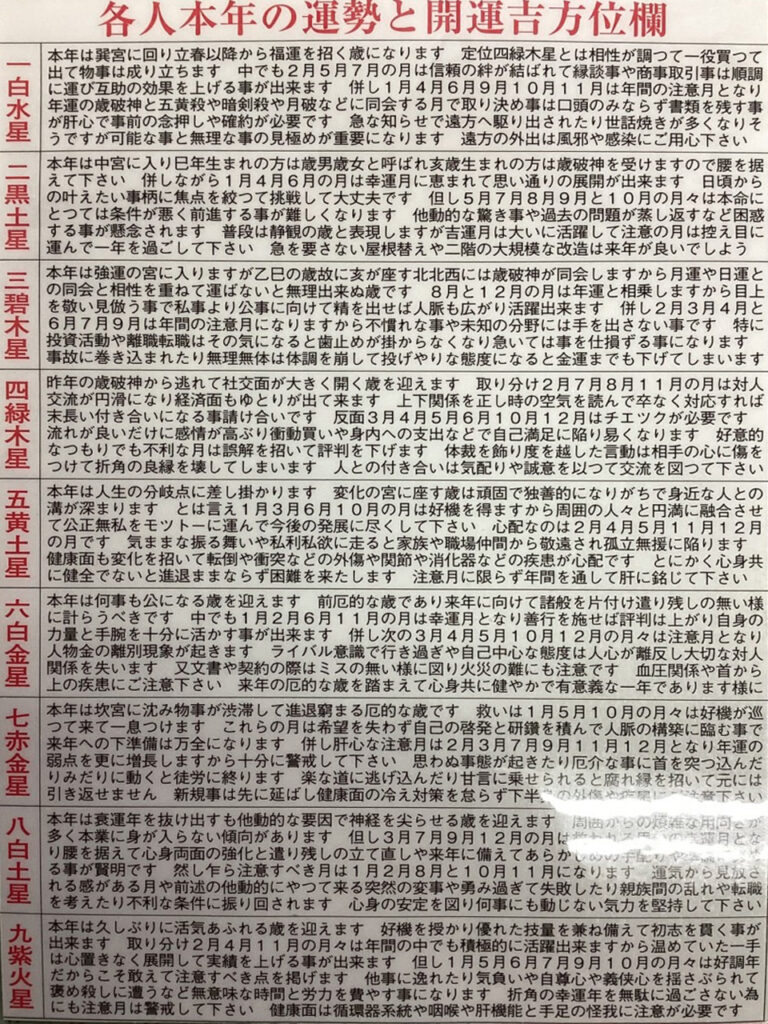 各人本年の運勢と開運吉方位欄
一白水星
本年は巽宮に回り立春以降から福運を招く歳になります　定位四緑木星とは相性が調つて一役買つて
出て物事は成り立ちます　中でも2月5月7月の月は信頼の絆が結ばれて縁談事や商事取引事は順調
に運び互助の効果を上げる事が出来ます　併し1月4月6月9月10月11月は年間の注意月となり
年運の歳破神と五黄殺や暗剣殺や月破などに同会する月で取り決め事は口頭のみならず書類を残す事
が肝心で事前の念押しや確約が必要です　急な知らせで遠方へ駆り出されたり世話焼きが多くなりそ
うですが可能な事と無理な事の見極めが重要になります　遠方の外出は風邪や感染にご用心下さい
二黒土星
本年は中宮に入り巳年生まれの方は歳男歳女と呼ばれ亥歳生まれの方は歳破神を受けますので腰を据
えて下さい　併しながら1月4月6月の月は幸運月に恵まれて思い通りの展開が出来ます　日頃から
の叶えたい事柄に焦点を絞つて挑戦して大丈夫です　但し5月7月8月9月と10月の月々は本命に
とつては条件が悪く前進する事が難しくなります　他動的な驚き事や過去の問題が蒸し返すなど困惑
する事が懸念されます　普段は静観の歳と表現しますが吉運月は大いに活躍して注意の月は控え目に
運んで一年を過ごして下さい　急を要さない屋根替えや二階の大規模な改造は来年が良いでしよう
三碧木星
本年は強運の宮に入りますが乙巳の歳故に亥が座す北北西には歳破神が同会しますから月運や日運と
の同会と相性を重ねて運ばないと無理出来ぬ歳です　8月と12月の月は年運と相乗しますから目上
を敬い見倣う事で私事より公事に向けて精を出せば人脈も広がり活躍出来ます　併し2月3月4月と
6月7月9月は年間の注意月になりますから不慣れな事や未知の分野には手を出さない事です　特に
投資活動や離職転職はその気になると歯止めが掛からなくなり急いては事を仕損ずる事になります
事故に巻き込まれたり無理無体は体調を崩して投げやりな態度になると金運までも下げてしまいます
四緑木星
昨年の歳破神から逃れて社交面が大きく開く歳を迎えます　取り分け2月7月8月11月の月は対人
交流が円滑になり経済面もゆとりが出て来ます　上下関係を正し時の空気を読んで卒なく対応すれば
末長い付き合いになる事請け合いです　反面3月4月5月6月10月12月はチエツクが必要です
流れが良いだけに感情が高ぶり衝動買いや身内への支出などで自己満足に陥り易くなります　好意的
なつもりでも不利な月は誤解を招いて評判を下げます　体裁を飾り度を越した言動は相手の心に傷を
つけて折角の良縁を壊してしまいます　人との付き合いは気配りや誠意を以つて交流を図つて下さい
五黄土星
本年は人生の分岐点に差し掛かります　変化の宮に座す歳は頑固で独善的になりがちで身近な人との
溝が深まります　とは言え1月3月6月10月の月は好機を得ますから周囲の人々と円満に融合させ
て公正無私をモツトーに運んで今後の発展に尽くして下さい　心配なのは2月4月5月11月12月
の月です　気ままな振る舞いや私利私欲に走ると家族や職場仲間から敬遠され孤立無援に陥ります
健康面も変化を招いて転倒や衝突などの外傷や関節や消化器などの疾患が心配です　とにかく心身共
に健全でないと進退ままならず困難を来たします　注意月に限らず年間を通して肝に銘じて下さい
六白金星
本年は何事も公になる歳を迎えます　前厄的な歳であり来年に向けて諸般を片付け遣り残しの無い様
に計らうべきです　中でも1月2月6月11月の月は幸運月となり善行を施せば評判は上がり自身の
力量と手腕を十分に活かす事が出来ます　併し次の3月4月5月10月12月の月々は注意月となり
人物金の離別現象が起きます　ライバル意識で行き過ぎや自己中心な態度は人心が離反し大切な対人
関係を失います　又文書や契約の際はミスの無い様に図り火災の難にも注意です　血圧関係や首から
上の疾患にご注意下さい　来年の厄的な歳を踏まえて心身共に健やかで有意義な一年であります様に
七赤金星
本年は坎宮に沈み物事が渋滞して進退窮まる厄的な歳です　救いは1月5月10月の月々は好機が巡
つて来て一息つけます　これらの月は希望を失わず自己の啓発と研鑽を積んで人脈の構築に臨む事で
来年への下準備は万全になります　併し肝心な注意月は2月3月7月9月11月12月となり年運の
弱点を更に増長しますから十分に警戒して下さい　思わぬ事態が起きたり厄介な事に首を突つ込んだ
りみだりに動くと徒労に終ります　楽な道に逃げ込んだり甘言に乗せられると腐れ縁を招いて元には
引き返せません　新規事は先に延ばし健康面の冷え対策を怠らず下半身の外傷や疾患にご注意下さい
八白土星
本年は衰運年を抜け出すも他動的な要因で神経を尖らせる歳を迎えます　周囲からの煩雑な用向きが
多く本業に身が入らない傾向があります　但し3月7月9月12月の月は
り腰を据えて心身両面の強化と遣り残しの立て直しや来年に備えてあらかじめの手配り
る事が賢明です　然し乍ら注意すべき月は1月2月8月と10月11月になります　運気から放さ
れる感がある月や前述の他動的にやつて来る突然の変事や勇み過ぎて失敗したり親族間の乱れや転職
を考えたり不利な条件に振り回されます　心身の安定を図り何事にも動じない気力を堅持して下さい
九紫火星
本年は久しぶりに活気あふれる歳を迎えます　好機を授かり優れた技量を兼ね備えて初志を貫く事が
出来ます　取り分け2月4月11月の月々は年間の中でも積極的に活躍出来ますから温めていた一手
は心置きなく展開して実績を上げる事が出来ます　但し1月5月6月7月9月10月の月々は好調年
だからこそ敢えて注意すべき点を掲げます　他事に逸れたり気負いや自尊心や義侠心を揺さぶられて
褒め殺しに遭うなど無意味な時間と労力を費やす事になります　折角の幸運年を無駄に過ごさない為
にも注意月は警戒して下さい　健康面は循環器系統や咽喉や肝機能と手足の怪我に注意が必要です